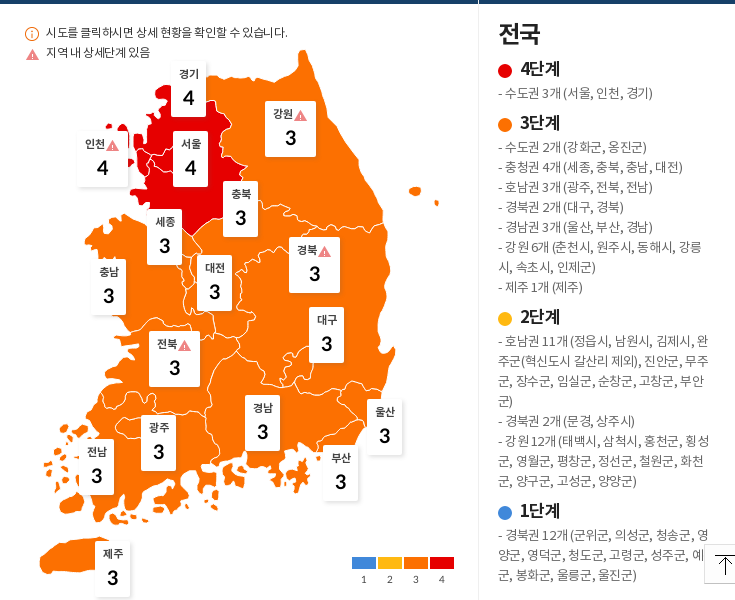 시도를 클릭하시면 상세 현황을 확인할 수 있습니다.
지역 내 상세단계 있음
경기
4
강원
3
인천
4
서울
4
충북
3
세종
3
경북
3
대전
3
충남
3
대구
3
전북
3
경남
3
울산
3
광주
3
전남
3
부산
3
제주
3
1 2 3 4
전국
4단계
- 수도권 3개 (서울, 인천, 경기)
3단계
- 수도권 2개 (강화군, 옹진군)
- 충청권 4개 (세종, 충북, 충남, 대전)
- 호남권 3개 (광주, 전북, 전남)
- 경북권 2개 (대구, 경북)
- 경남권 3개 (울산, 부산, 경남)
- 강원 6개 (춘천시, 원주시, 동해시, 강릉
시, 속초시, 인제군)
- 제주 1개 (제주)
2단계
- 호남권 11개 (정읍시, 남원시, 김제시, 완
주군(혁신도시 갈산리 제외), 진안군, 무주
군, 장수군, 임실군, 순창군, 고창군, 부안
군)
- 경북권 2개 (문경, 상주시)
- 강원 12개 (태백시, 삼척시, 홍천군, 횡성
군, 영월군, 평창군, 정선군, 철원군, 화천
군, 양구군, 고성군, 양양군)
1단계
- 경북권 12개 (군위군, 의성군, 청송군, 영
양군, 영덕군, 청도군, 고령군, 성주군, 예
군, 봉화군, 울릉군, 울진군)